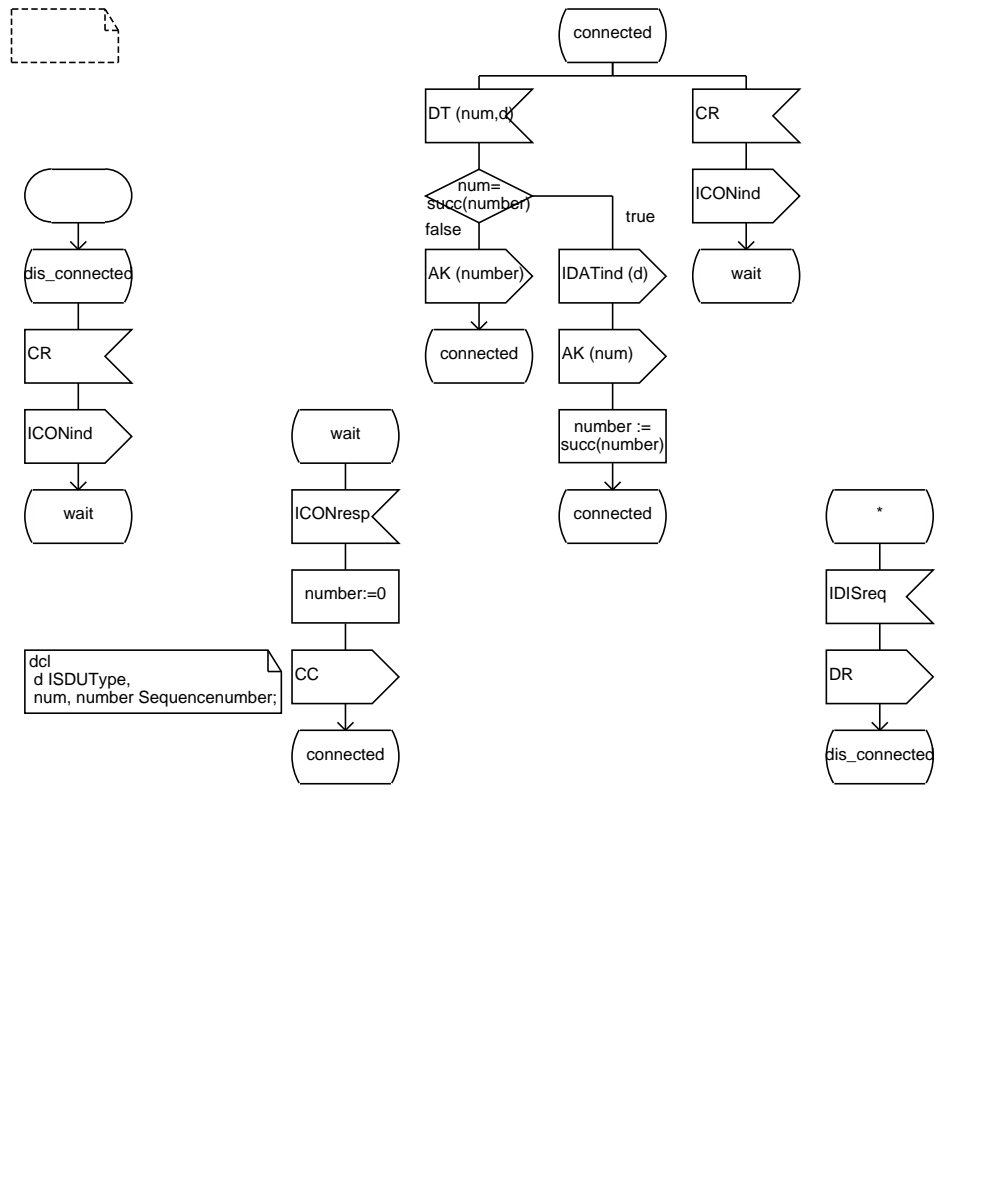 connected
DT (num,d)
CR
num=
succ(number)
ICONind
true
false
dis_connected
AK (number)
IDATind (d)
wait
CR
connected
AK (num)
ICONind
wait
number :=
succ(number)
wait
ICONresp
connected
*
number:=0
IDISreq
dcl
d ISDUType,
num, number Sequencenumber;
CC
DR
connected
dis_connected